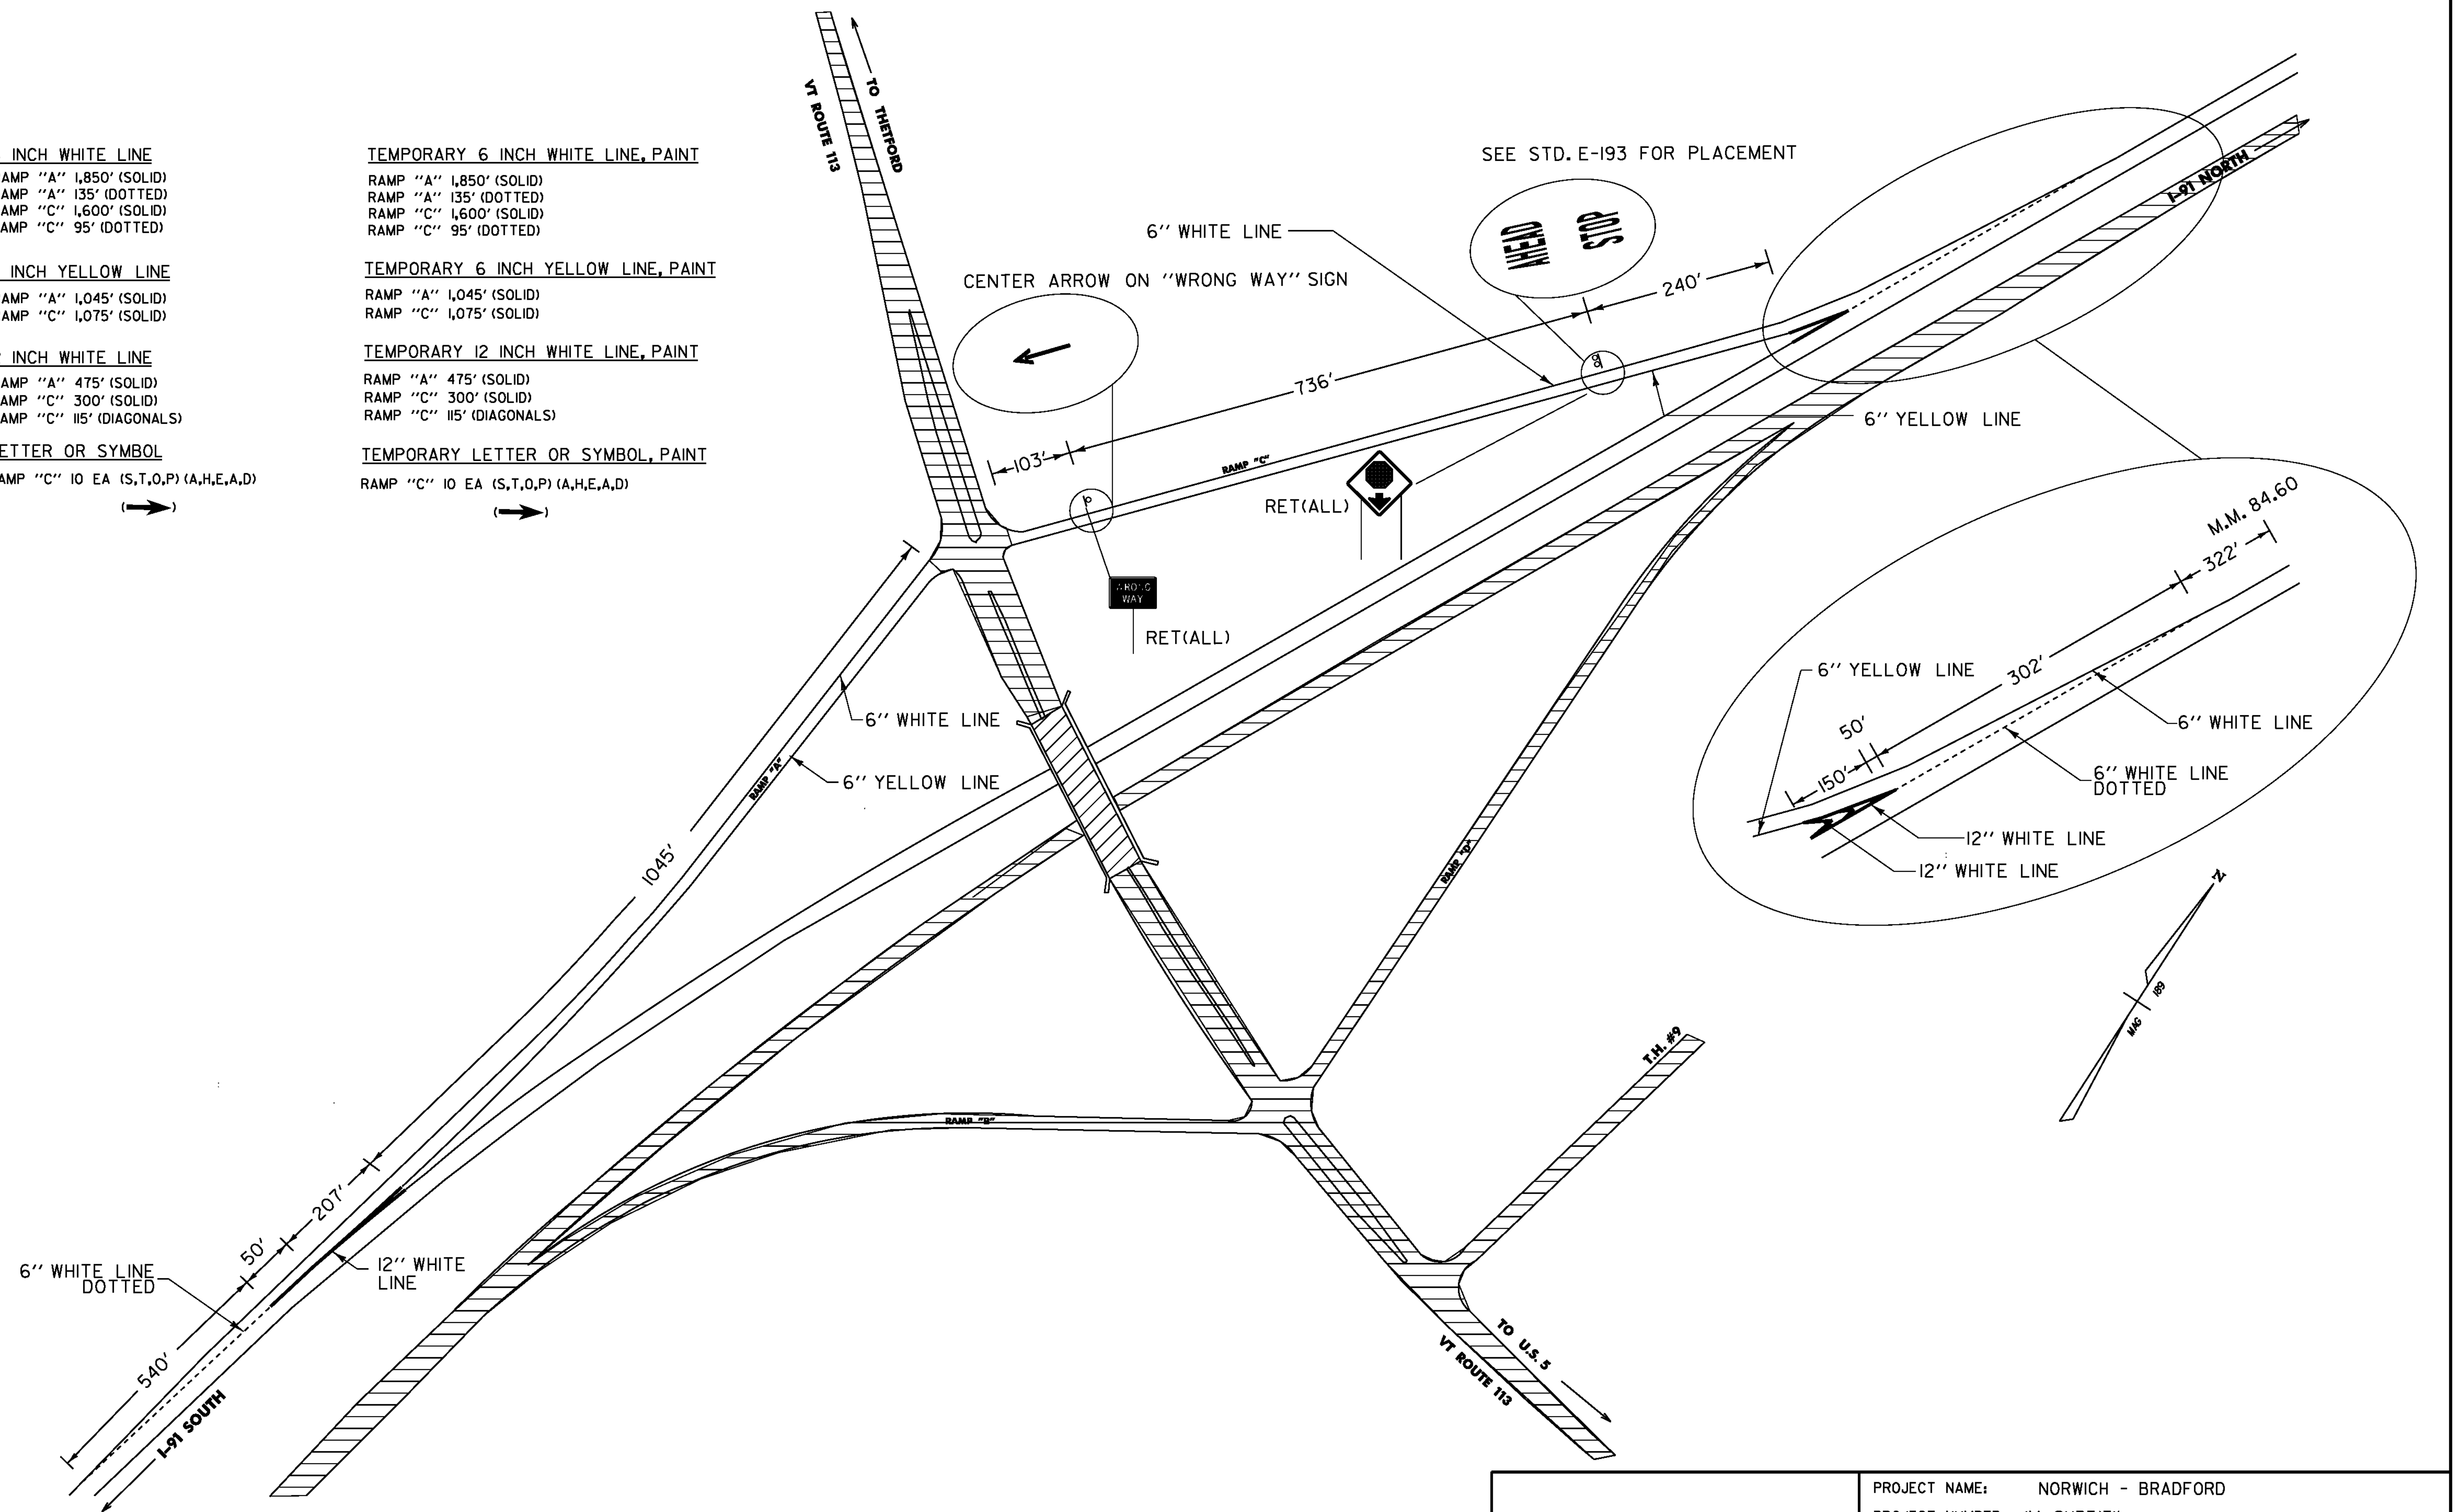 INCH WHITE LINE
AMP "A" 1,850' (SOLID)
AMP "A" 135' (DOTTED)
AMP "C" 1,600' (SOLID)
AMP "C" 95' (DOTTED)
INCH YELLOW LINE
AMP "A" 1,045' (SOLID)
AMP "C" 1,075' (SOLID)
INCH WHITE LINE
AMP "A" 475' (SOLID)
AMP "C" 300' (SOLID)
AMP "C" 115' (DIAGONALS)
ETTER OR SYMBOL
AMP "C" 10 EA (S,T,O,P) (A,H,E,A,D)
TEMPORARY 6 INCH WHITE LINE, PAINT
RAMP "A" 1,850' (SOLID)
RAMP "A" 135' (DOTTED)
RAMP "C" 1,600' (SOLID)
RAMP "C" 95' (DOTTED)
TEMPORARY 6 INCH YELLOW LINE, PAINT
RAMP "A" 1,045' (SOLID)
RAMP "C" 1,075' (SOLID)
TEMPORARY 12 INCH WHITE LINE, PAINT
RAMP "A" 475' (SOLID)
RAMP "C" 300' (SOLID)
RAMP "C" 115' (DIAGONALS)
TEMPORARY LETTER OR SYMBOL, PAINT
RAMP "C" 10 EA (S,T,O,P) (A,H,E,A,D)
VT ROUTE 113
TO THETFORD
SEE STD. E-193 FOR PLACEMENT
AHEAD
STOP
6" WHITE LINE
CENTER ARROW ON "WRONG WAY" SIGN
240'
736'
103'
RAMP "C"
I-91 NORTH
6" YELLOW LINE
RET(ALL)
WRONG
WAY
RET(ALL)
M.M. 84.60
322'
302'
50'
150'
6" YELLOW LINE
6" WHITE LINE
6" WHITE LINE
DOTTED
12" WHITE LINE
12" WHITE LINE
6" WHITE LINE
6" YELLOW LINE
RAMP "A"
1045'
RAMP "D"
N
189
MAG
T.H. #9
RAMP "B"
207'
50'
540'
6" WHITE LINE
DOTTED
12" WHITE
LINE
I-91 SOUTH
TO U.S. 5
VT ROUTE 113
PROJECT NAME: NORWICH - BRADFORD